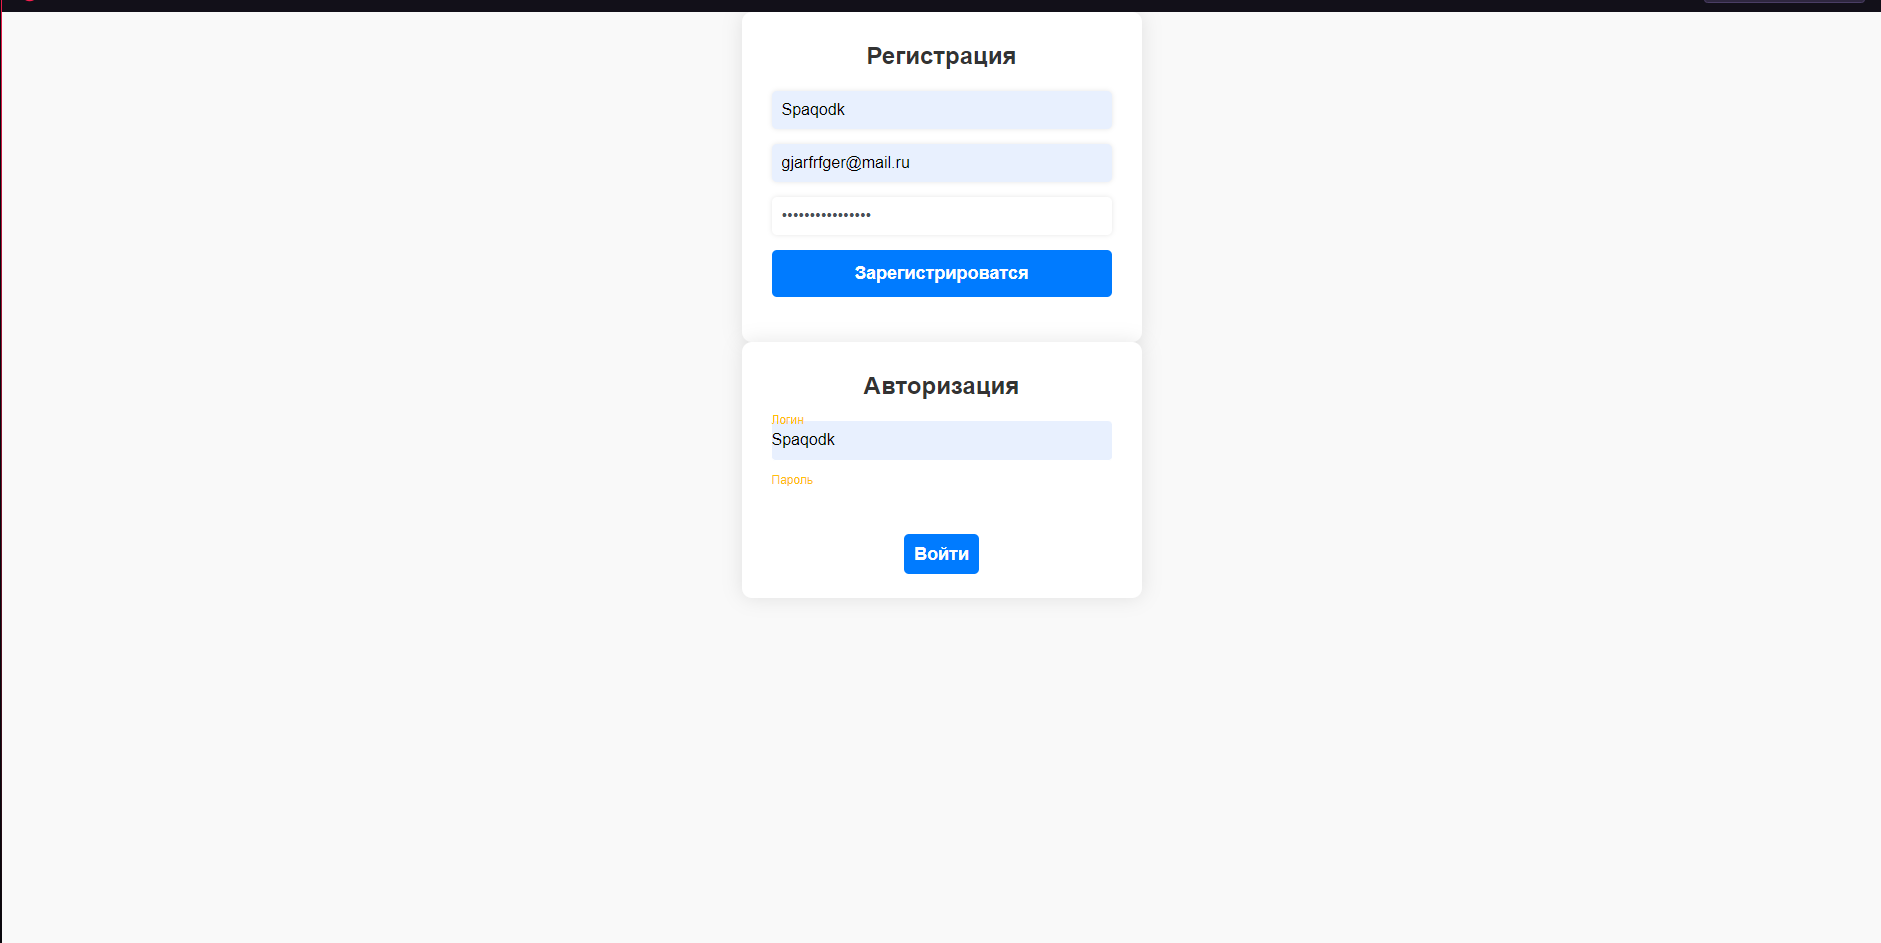 Регистрация
Spaqodk
gjarfrfger@mail.ru
••••••••••••••••
Зарегистрироватся
Авторизация
Логин
Spaqodk
Пароль
Войти